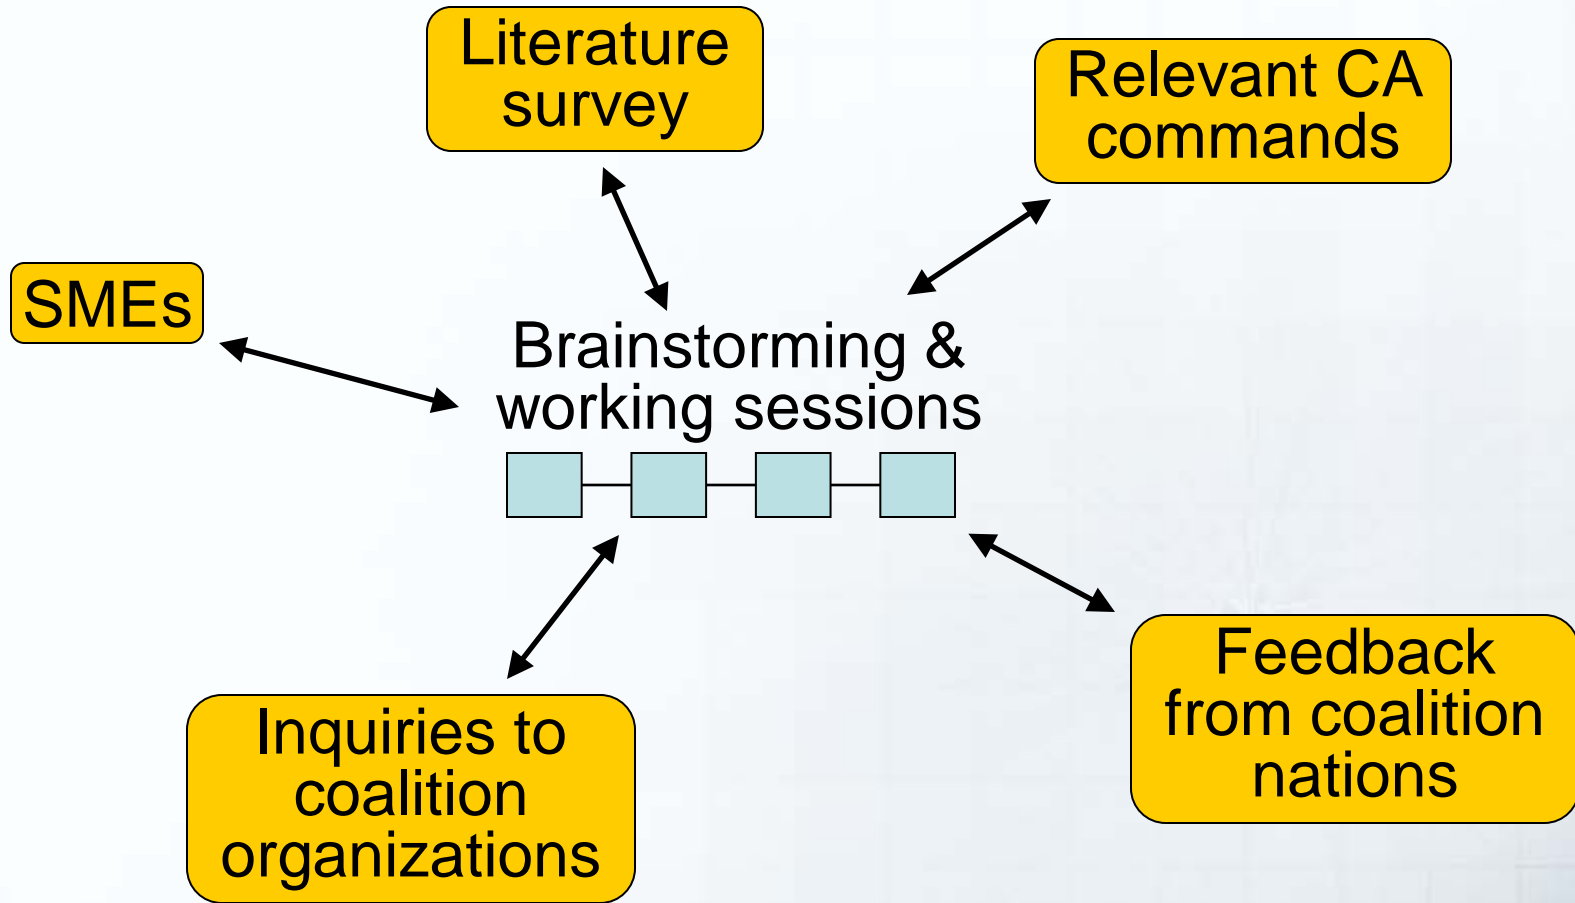 Literature
survey
Relevant CA
commands
SMEs
Brainstorming &
working sessions
Inquiries to
coalition
organizations
Feedback
from coalition
nations